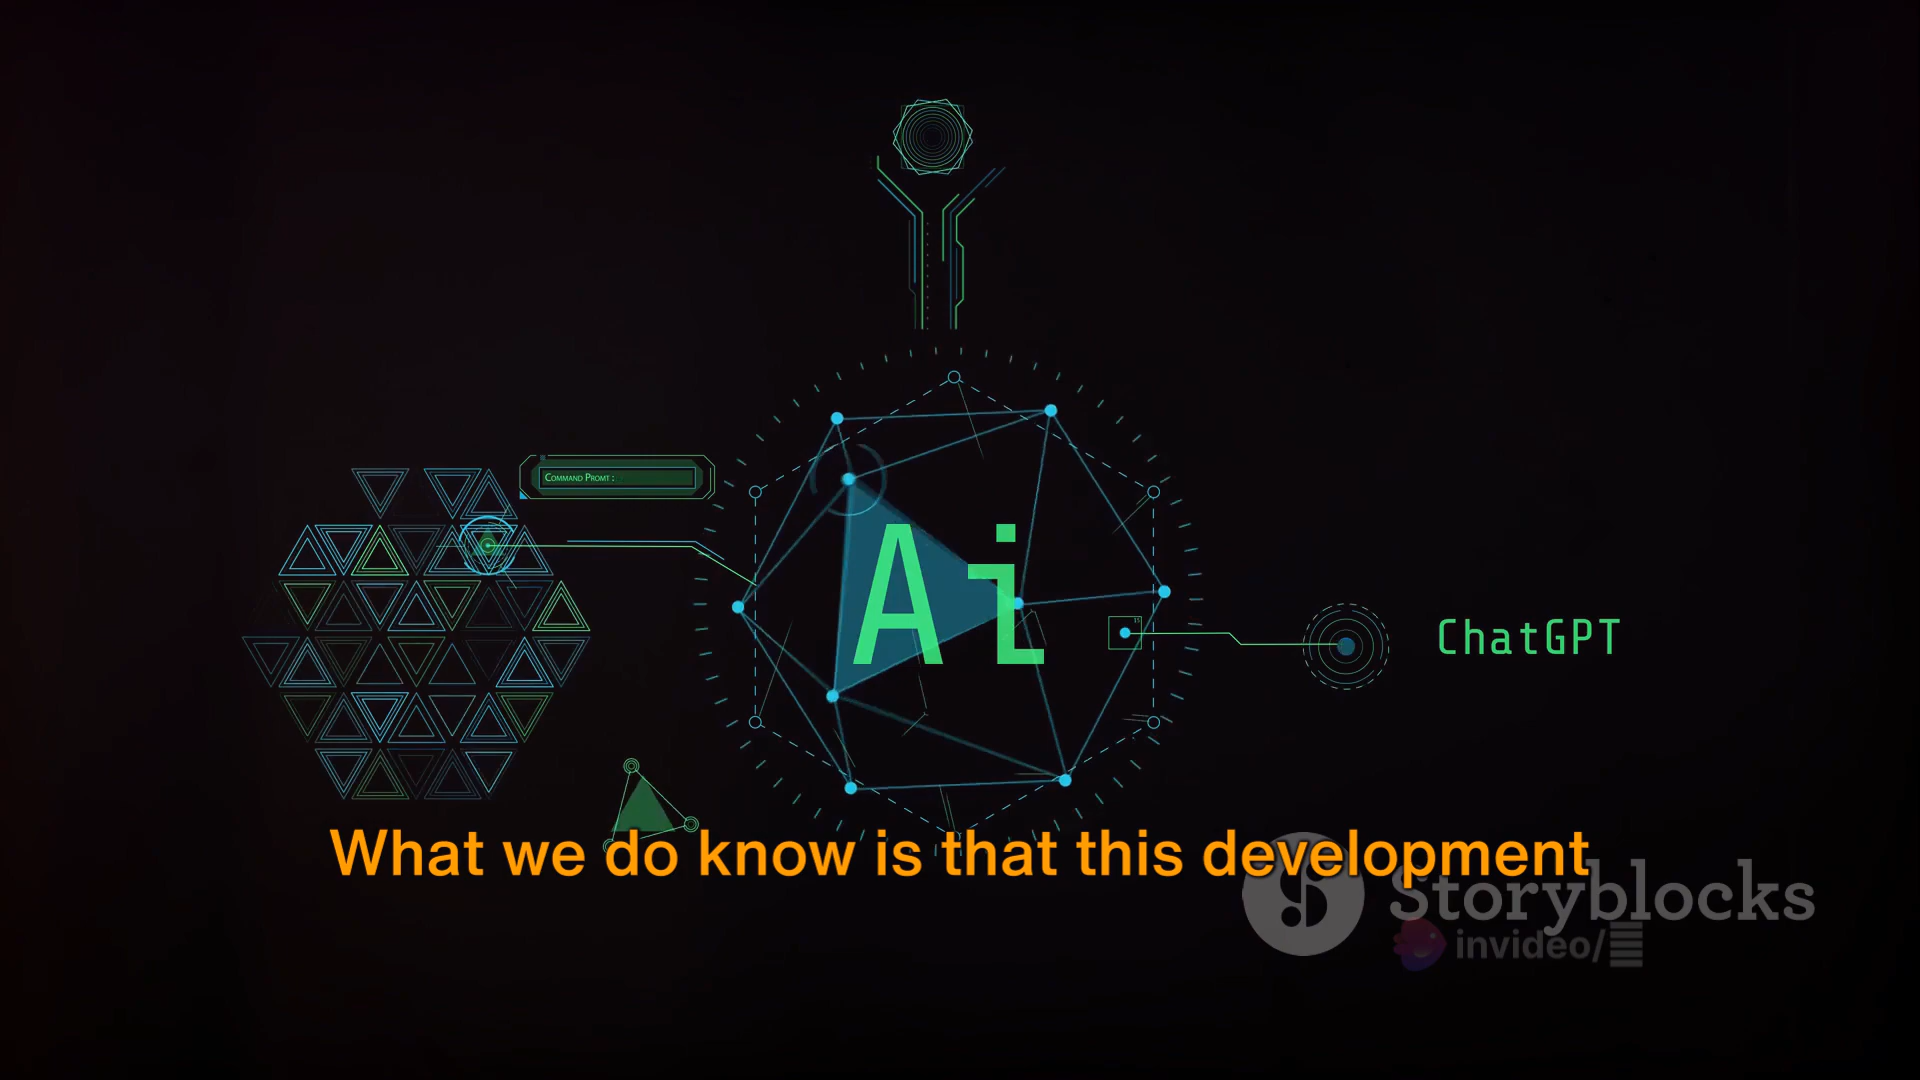 Command Promt :
Ai
ChatGPT
What we do know is that this development
Storyblocks
invideo/